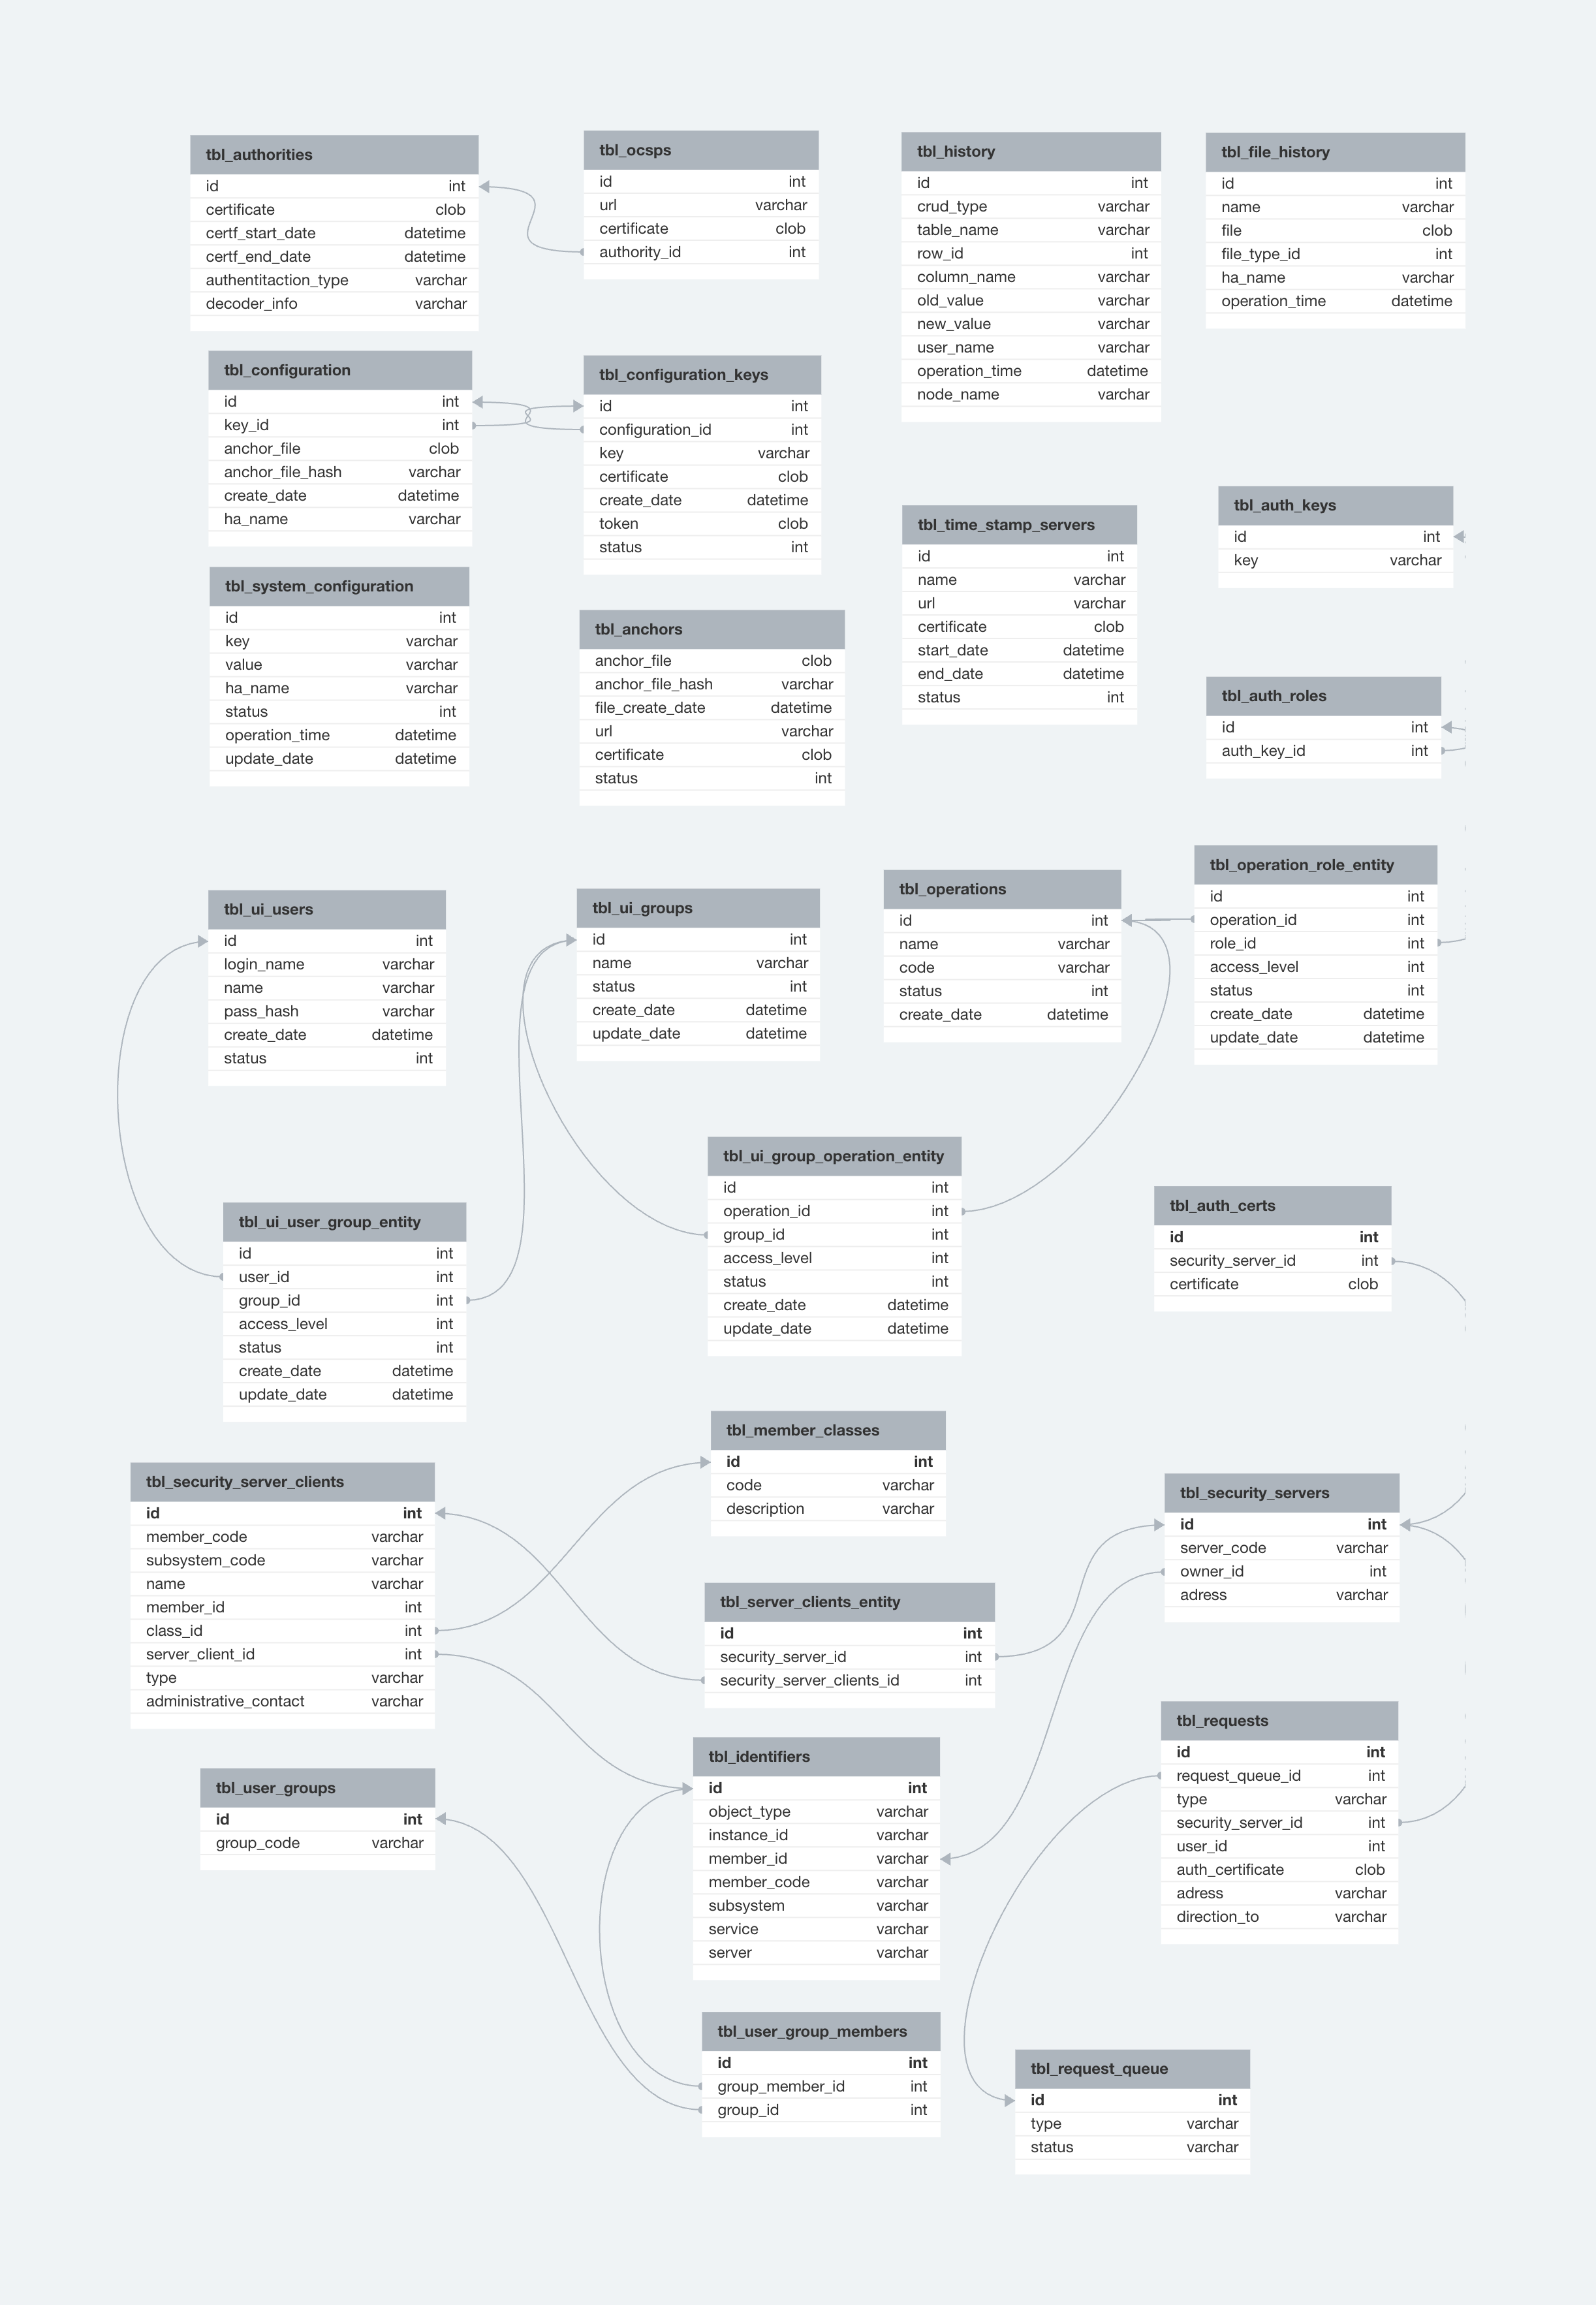 tbl_authorities
id int
certificate clob
certf_start_date datetime
certf_end_date datetime
authentitaction_type varchar
decoder_info varchar
tbl_ocsps
id int
url varchar
certificate clob
authority_id int
tbl_history
id int
crud_type varchar
table_name varchar
row_id int
column_name varchar
old_value varchar
new_value varchar
user_name varchar
operation_time datetime
node_name varchar
tbl_file_history
id int
name varchar
file clob
file_type_id int
ha_name varchar
operation_time datetime
tbl_configuration
id int
key_id int
anchor_file clob
anchor_file_hash varchar
create_date datetime
ha_name varchar
tbl_configuration_keys
id int
configuration_id int
key varchar
certificate clob
create_date datetime
token clob
status int
tbl_time_stamp_servers
id int
name varchar
url varchar
certificate clob
start_date datetime
end_date datetime
status int
tbl_auth_keys
id int
key varchar
tbl_system_configuration
id int
key varchar
value varchar
ha_name varchar
status int
operation_time datetime
update_date datetime
tbl_anchors
anchor_file clob
anchor_file_hash varchar
file_create_date datetime
url varchar
certificate clob
status int
tbl_auth_roles
id int
auth_key_id int
tbl_ui_users
id int
login_name varchar
name varchar
pass_hash varchar
create_date datetime
status int
tbl_ui_groups
id int
name varchar
status int
create_date datetime
update_date datetime
tbl_operations
id int
name varchar
code varchar
status int
create_date datetime
tbl_operation_role_entity
id int
operation_id int
role_id int
access_level int
status int
create_date datetime
update_date datetime
tbl_ui_user_group_entity
id int
user_id int
group_id int
access_level int
status int
create_date datetime
update_date datetime
tbl_ui_group_operation_entity
id int
operation_id int
group_id int
access_level int
status int
create_date datetime
update_date datetime
tbl_auth_certs
id int
security_server_id int
certificate clob
tbl_security_server_clients
id int
member_code varchar
subsystem_code varchar
name varchar
member_id int
class_id int
server_client_id int
type varchar
administrative_contact varchar
tbl_member_classes
id int
code varchar
description varchar
tbl_security_servers
id int
server_code varchar
owner_id int
adress varchar
tbl_server_clients_entity
id int
security_server_id int
security_server_clients_id int
tbl_user_groups
id int
group_code varchar
tbl_identifiers
id int
object_type varchar
instance_id varchar
member_id varchar
member_code varchar
subsystem varchar
service varchar
server varchar
tbl_requests
id int
request_queue_id int
type varchar
security_server_id int
user_id int
auth_certificate clob
adress varchar
direction_to varchar
tbl_user_group_members
id int
group_member_id int
group_id int
tbl_request_queue
id int
type varchar
status varchar